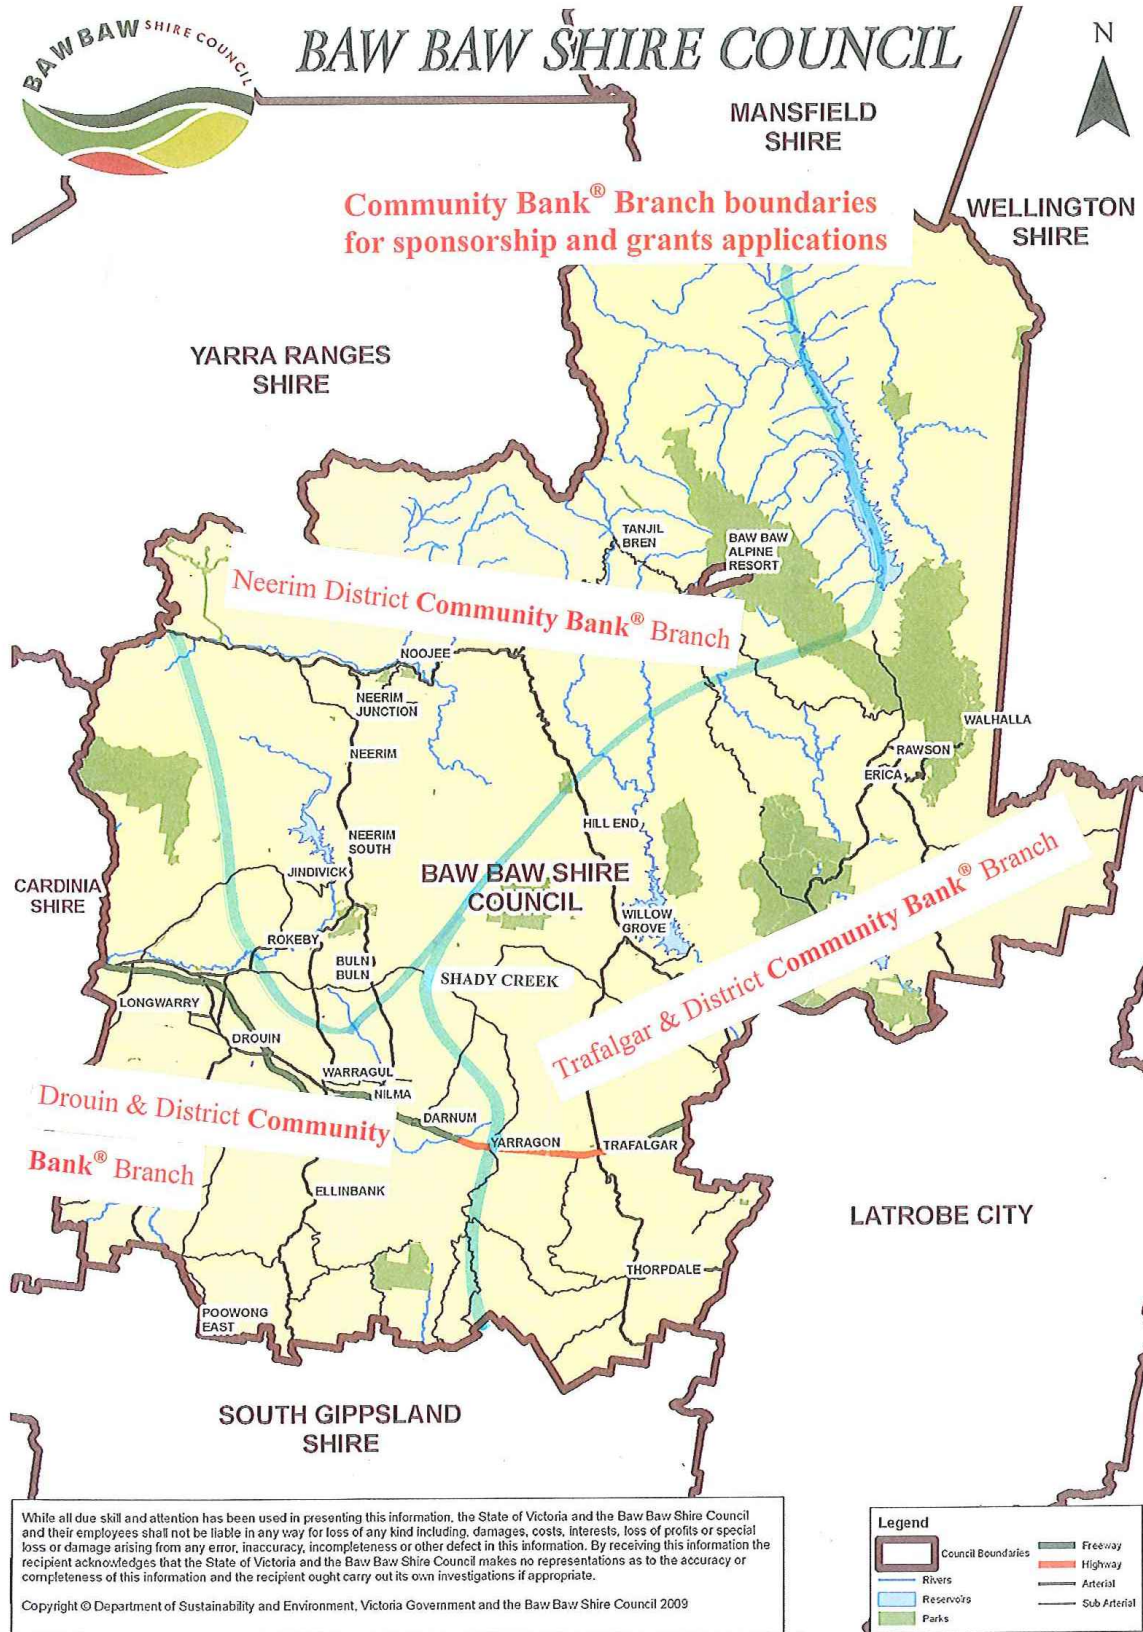 BAW BAW SHIRE COUNCIL
BAW BAW SHIRE COUNCIL
N
MANSFIELD
SHIRE
Community Bank® Branch boundaries
for sponsorship and grants applications
WELLINGTON
SHIRE
YARRA RANGES
SHIRE
TANJIL
BREN
BAW BAW
ALPINE
RESORT
Neerim District Community Bank® Branch
NOOJEE
NEERIM
JUNCTION
WALHALLA
NEERIM
RAWSON
ERICA
HILL END
NEERIM
SOUTH
JINDIVICK
BAW BAW SHIRE
COUNCIL
CARDINIA
SHIRE
WILLOW
GROVE
Trafalgar & District Community Bank® Branch
ROKEBY
BULN
BULN
SHADY CREEK
LONGWARRY
DROUIN
WARRAGUL
NILMA
Drouin & District Community
Bank® Branch
DARNUM
YARRAGON
TRAFALGAR
ELLINBANK
LATROBE CITY
THORPDALE
POOWONG
EAST
SOUTH GIPPSLAND
SHIRE
While all due skill and attention has been used in presenting this information, the State of Victoria and the Baw Baw Shire Council
and their employees shall not be liable in any way for loss of any kind including, damages, costs, interests, loss of profits or special
loss or damage arising from any error, inaccuracy, incompleteness or other defect in this information. By receiving this information the
recipient acknowledges that the State of Victoria and the Baw Baw Shire Council makes no representations as to the accuracy or
completeness of this information and the recipient ought carry out its own investigations if appropriate.
Copyright © Department of Sustainability and Environment, Victoria Government and the Baw Baw Shire Council 2009
Legend
Council Boundaries
Rivers
Reservoirs
Parks
Freeway
Highway
Arterial
Sub Arterial